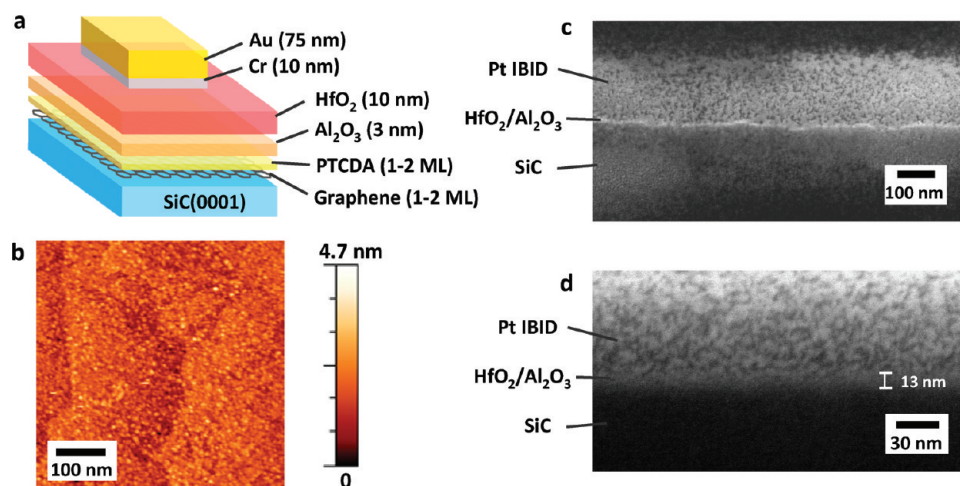 a
Au (75 nm)
Cr (10 nm)
HfO₂ (10 nm)
Al₂O₃ (3 nm)
PTCDA (1-2 ML)
Graphene (1-2 ML)
SiC(0001)
b
4.7 nm
0
100 nm
c
Pt IBID
HfO₂/Al₂O₃
SiC
100 nm
d
Pt IBID
HfO₂/Al₂O₃
13 nm
SiC
30 nm